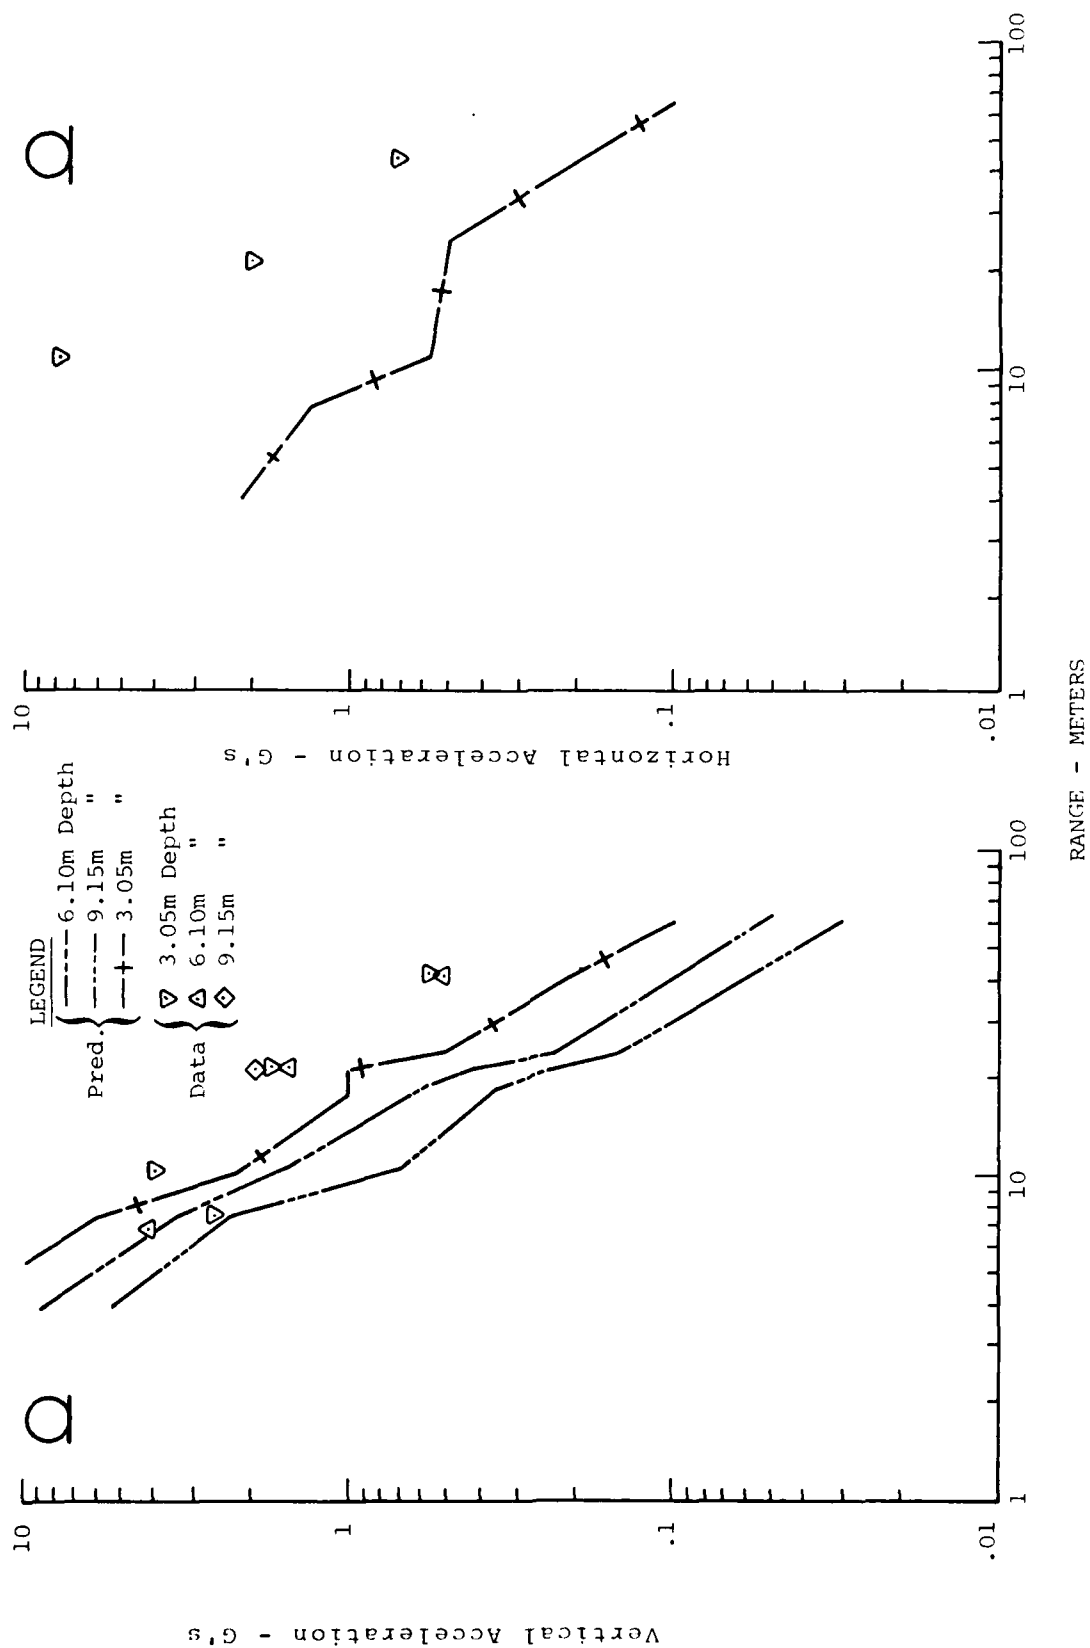 LEGEND
Pred.
6.10m Depth
9.15m "
3.05m "
Data
3.05m Depth
6.10m "
9.15m "
Vertical Acceleration - G's
10
1
.1
.01
1
10
100
Horizontal Acceleration - G's
10
1
.1
.01
1
10
100
RANGE - METERS